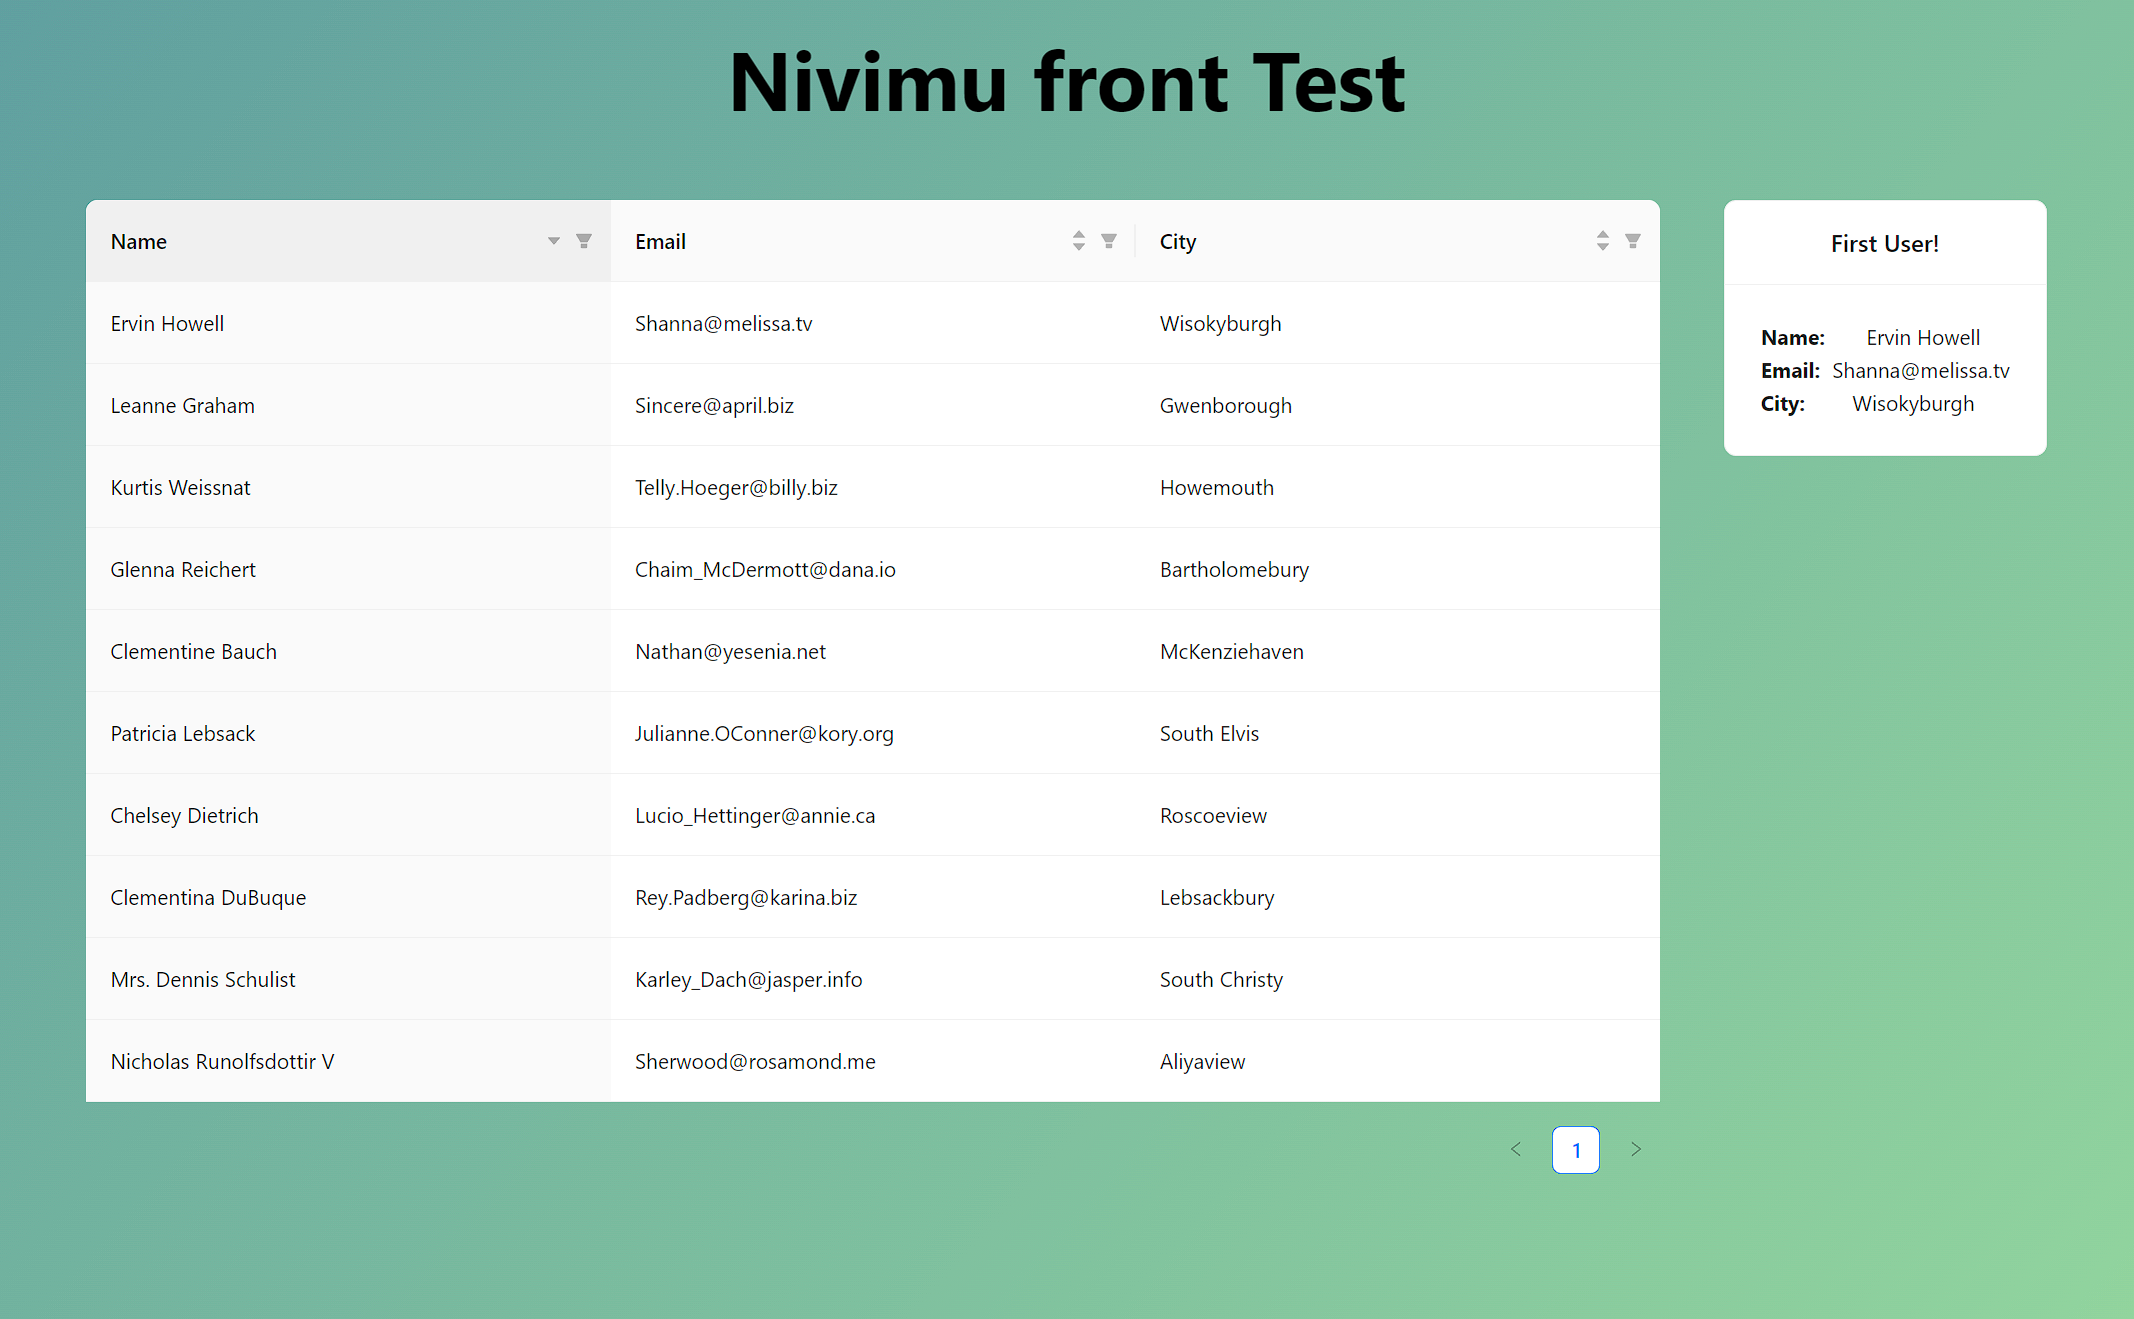 Nivimu front Test
Name Email City
Ervin Howell Shanna@melissa.tv Wisokyburgh
Leanne Graham Sincere@april.biz Gwenborough
Kurtis Weissnat Telly.Hoeger@billy.biz Howemouth
Glenna Reichert Chaim_McDermott@dana.io Bartholomebury
Clementine Bauch Nathan@yesenia.net McKenziehaven
Patricia Lebsack Julianne.OConner@kory.org South Elvis
Chelsey Dietrich Lucio_Hettinger@annie.ca Roscoeview
Clementina DuBuque Rey.Padberg@karina.biz Lebsackbury
Mrs. Dennis Schulist Karley_Dach@jasper.info South Christy
Nicholas Runolfsdottir V Sherwood@rosamond.me Aliyaview
< 1 >
First User!
Name: Ervin Howell
Email: Shanna@melissa.tv
City: Wisokyburgh